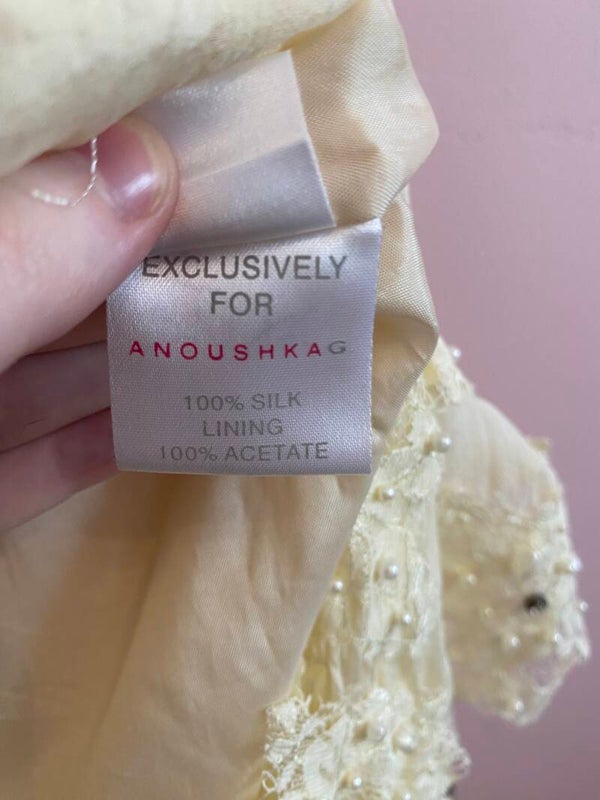 EXCLUSIVELY
FOR
ANOUSHKAG
100% SILK
LINING
100% ACETATE